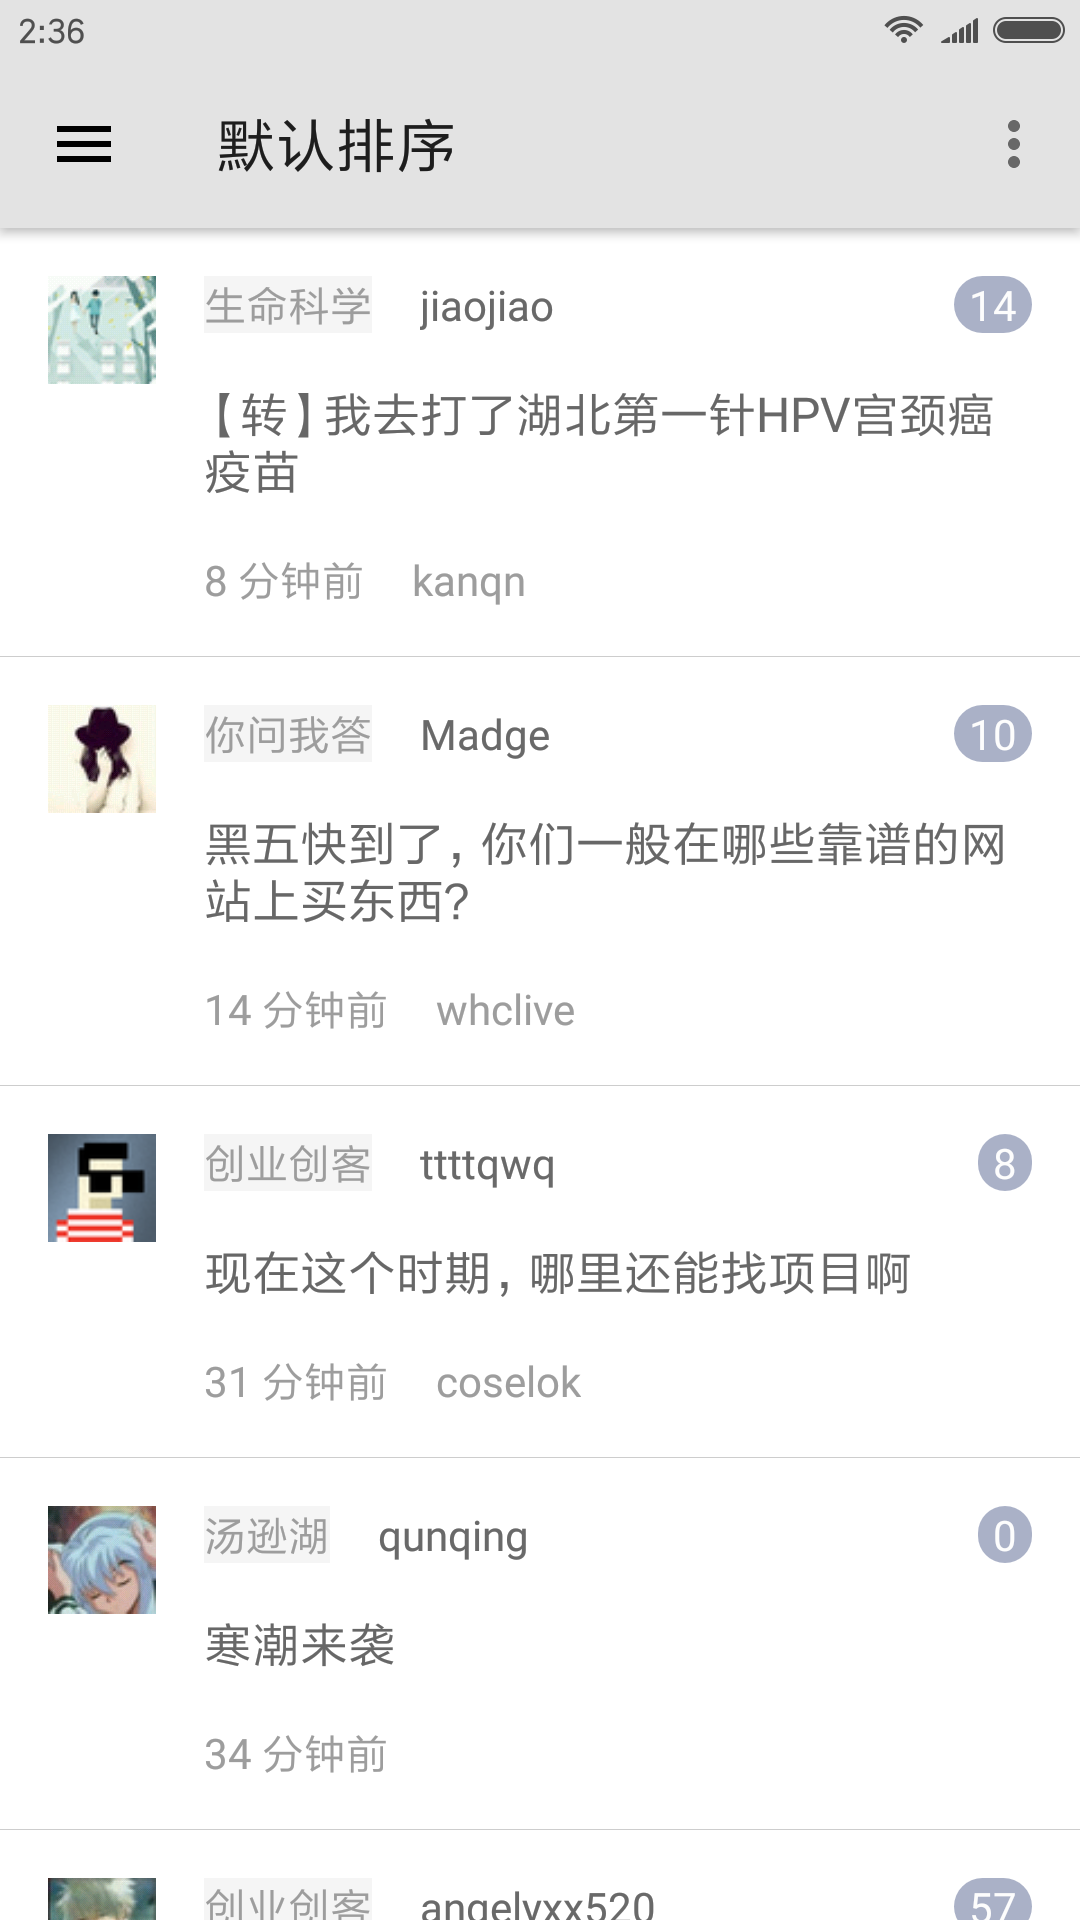 2:36
默认排序
生命科学 jiaojiao 14
【转】我去打了湖北第一针HPV宫颈癌
疫苗
8 分钟前 kanqn
你问我答 Madge 10
黑五快到了，你们一般在哪些靠谱的网
站上买东西？
14 分钟前 whclive
创业创客 ttttqwq 8
现在这个时期，哪里还能找项目啊
31 分钟前 coselok
汤逊湖 qunqing 0
寒潮来袭
34 分钟前
创业创客 angelyxx520 57